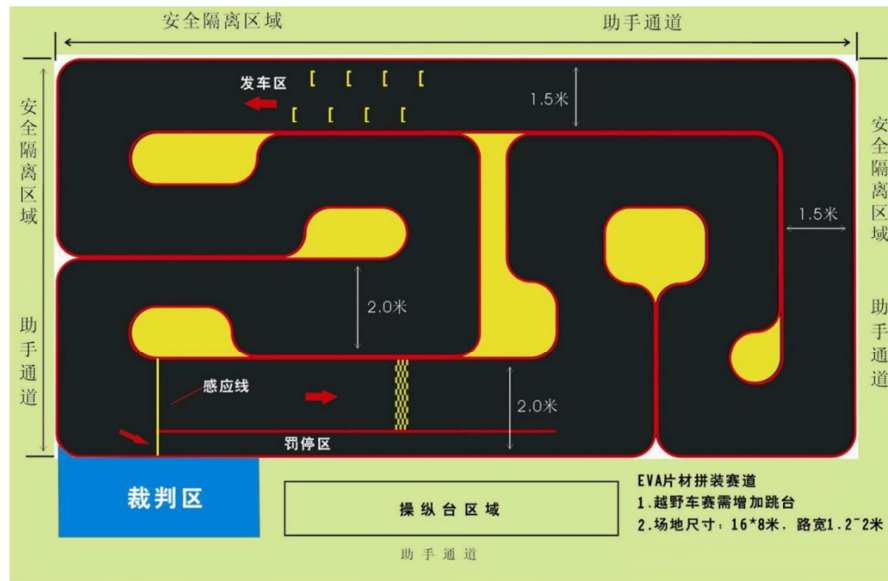 安全隔离区域
助手通道
安全隔离区域
助手通道
发车区
1.5米
1.5米
安全隔离区域
助手通道
2.0米
感应线
2.0米
罚停区
裁判区
操纵台区域
EVA片材拼装赛道
1.越野车赛需增加跳台
2.场地尺寸：16*8米．路宽1.2~2米
助手通道